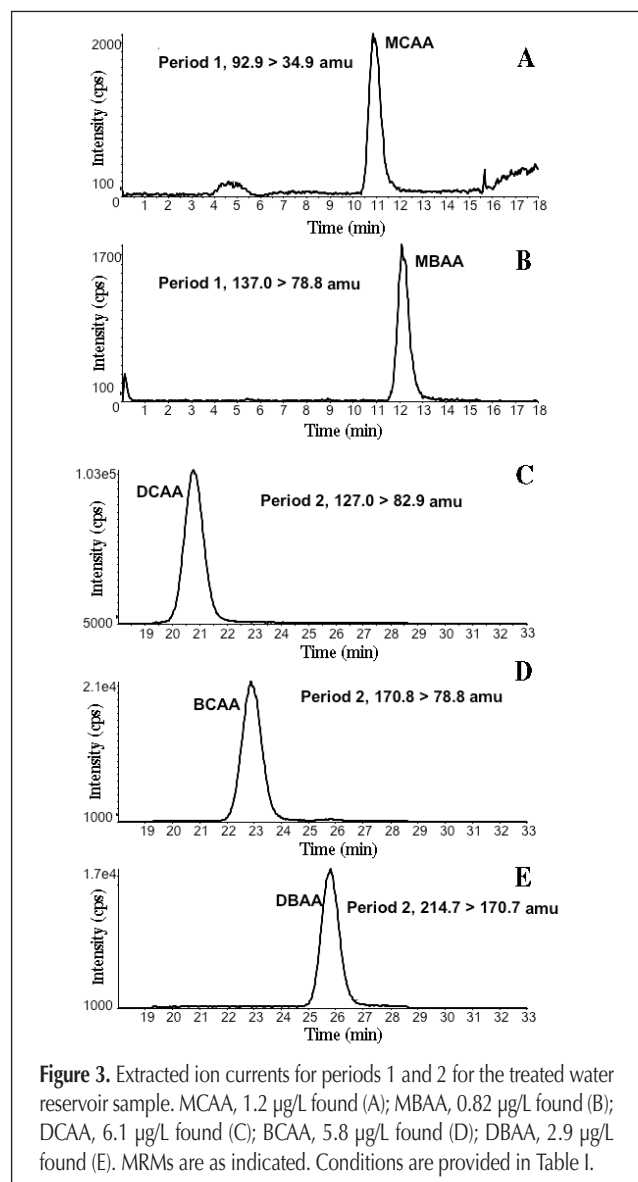 2000
MCAA
A
Period 1, 92.9 > 34.9 amu
Intensity (cps)
100
0 1 2 3 4 5 6 7 8 9 10 11 12 13 14 15 16 17 18
Time (min)
1700
MBAA
B
Period 1, 137.0 > 78.8 amu
Intensity (cps)
100
0 1 2 3 4 5 6 7 8 9 10 11 12 13 14 15 16 17 18
Time (min)
1.03e5
DCAA
C
Period 2, 127.0 > 82.9 amu
Intensity (cps)
5000
19 20 21 22 23 24 25 26 27 28 29 30 31 32 33
Time (min)
D
2.1e4
BCAA
Period 2, 170.8 > 78.8 amu
Intensity (cps)
1000
19 20 21 22 23 24 25 26 27 28 29 30 31 32 33
Time (min)
1.7e4
E
DBAA
Period 2, 214.7 > 170.7 amu
Intensity (cps)
1000
19 20 21 22 23 24 25 26 27 28 29 30 31 32 33
Time (min)
Figure 3. Extracted ion currents for periods 1 and 2 for the treated water
reservoir sample. MCAA, 1.2 µg/L found (A); MBAA, 0.82 µg/L found (B);
DCAA, 6.1 µg/L found (C); BCAA, 5.8 µg/L found (D); DBAA, 2.9 µg/L
found (E). MRMs are as indicated. Conditions are provided in Table I.